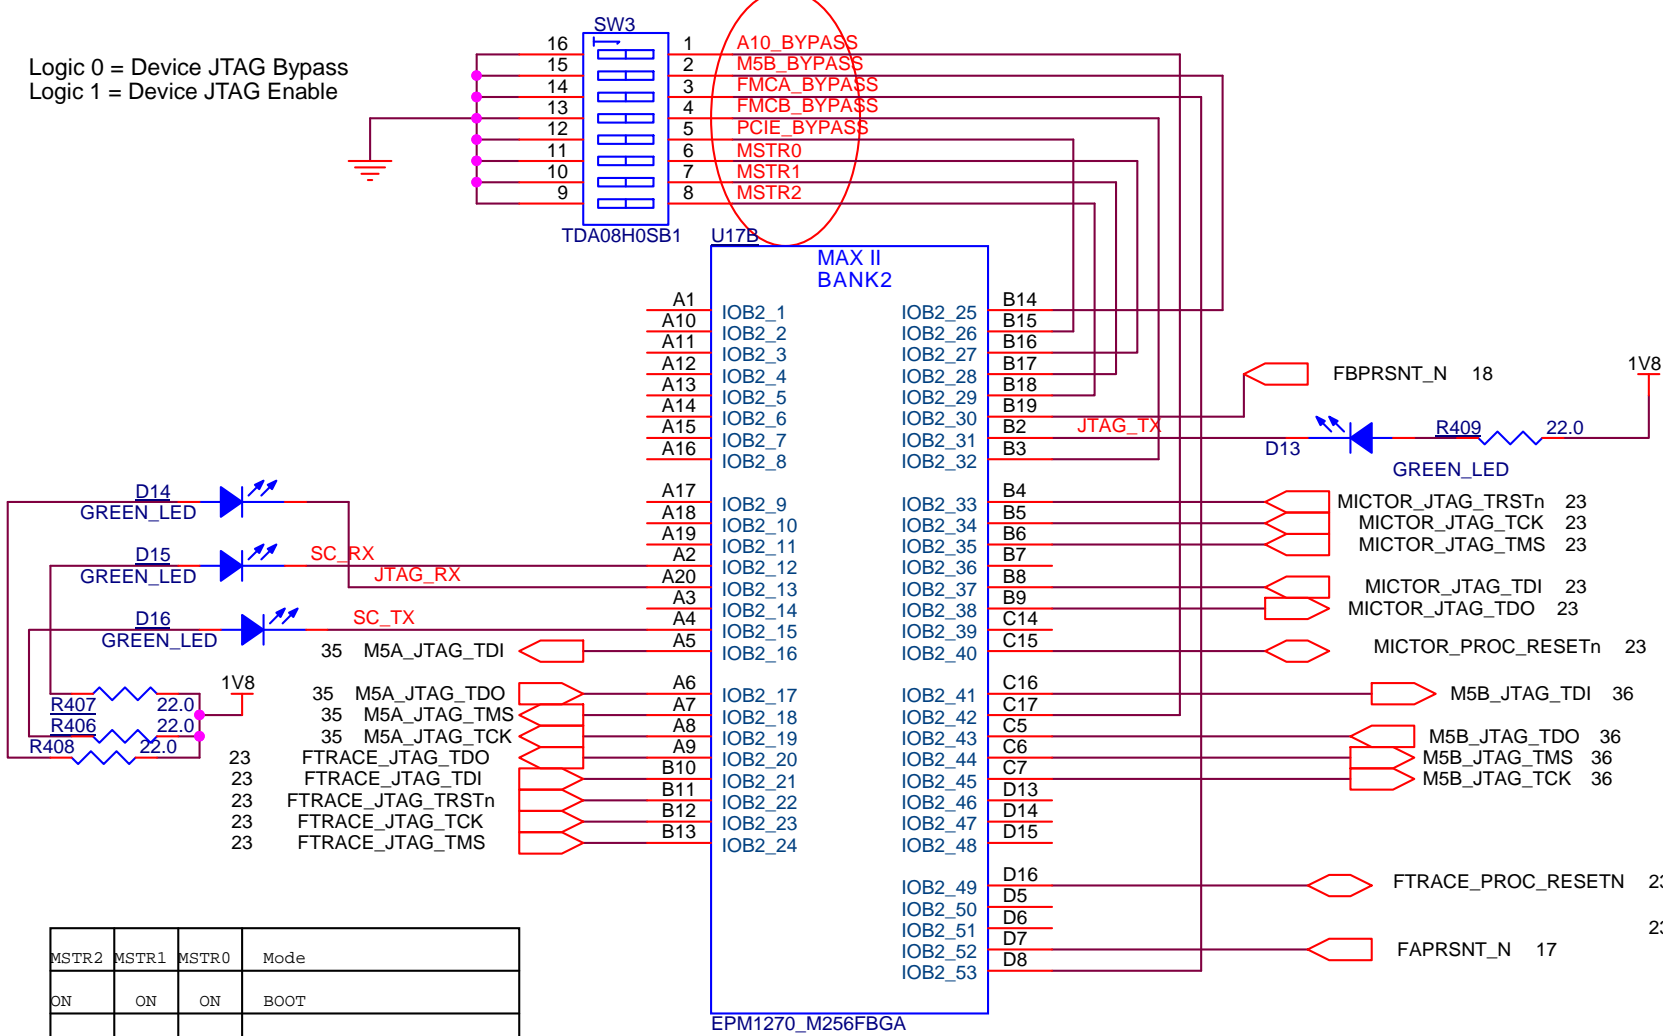 SW3
Logic 0 = Device JTAG Bypass
Logic 1 = Device JTAG Enable
16 1 A10_BYPASS
15 2 M5B_BYPASS
14 3 FMCA_BYPASS
13 4 FMCB_BYPASS
12 5 PCIE_BYPASS
11 6 MSTR0
10 7 MSTR1
9 8 MSTR2
TDA08H0SB1
U17B
MAX II
BANK2
A1 IOB2_1
A10 IOB2_2
A11 IOB2_3
A12 IOB2_4
A13 IOB2_5
A14 IOB2_6
A15 IOB2_7
A16 IOB2_8
A17 IOB2_9
A18 IOB2_10
A19 IOB2_11
SC_RX A2 IOB2_12
JTAG_RX A20 IOB2_13
A3 IOB2_14
SC_TX A4 IOB2_15
35 M5A_JTAG_TDI A5 IOB2_16
35 M5A_JTAG_TDO A6 IOB2_17
35 M5A_JTAG_TMS A7 IOB2_18
35 M5A_JTAG_TCK A8 IOB2_19
23 FTRACE_JTAG_TDO A9 IOB2_20
23 FTRACE_JTAG_TDI B10 IOB2_21
23 FTRACE_JTAG_TRSTn B11 IOB2_22
23 FTRACE_JTAG_TCK B12 IOB2_23
23 FTRACE_JTAG_TMS B13 IOB2_24
D14
GREEN_LED
D15
GREEN_LED
D16
GREEN_LED
1V8
R407 22.0
R406 22.0
R408 22.0
IOB2_25 B14
IOB2_26 B15
IOB2_27 B16
IOB2_28 B17
IOB2_29 B18
IOB2_30 B19 FBPRSNT_N 18
IOB2_31 B2 JTAG_TX
IOB2_32 B3
1V8
D13 R409 22.0
GREEN_LED
IOB2_33 B4 MICTOR_JTAG_TRSTn 23
IOB2_34 B5 MICTOR_JTAG_TCK 23
IOB2_35 B6 MICTOR_JTAG_TMS 23
IOB2_36 B7
IOB2_37 B8 MICTOR_JTAG_TDI 23
IOB2_38 B9 MICTOR_JTAG_TDO 23
IOB2_39 C14
IOB2_40 C15 MICTOR_PROC_RESETn 23
IOB2_41 C16 M5B_JTAG_TDI 36
IOB2_42 C17
IOB2_43 C5 M5B_JTAG_TDO 36
IOB2_44 C6 M5B_JTAG_TMS 36
IOB2_45 C7 M5B_JTAG_TCK 36
IOB2_46 D13
IOB2_47 D14
IOB2_48 D15
IOB2_49 D16 FTRACE_PROC_RESETN 23
IOB2_50 D5
IOB2_51 D6
23
IOB2_52 D7 FAPRSNT_N 17
IOB2_53 D8
EPM1270_M256FBGA
MSTR2 MSTR1 MSTR0 Mode
ON ON ON BOOT